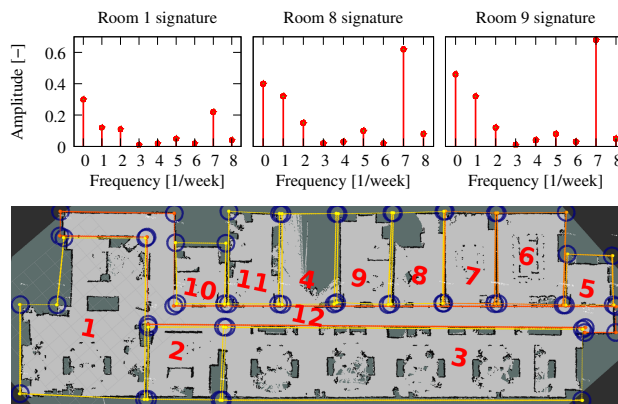 Room 1 signature Room 8 signature Room 9 signature
Amplitude [–]
0.6
0.4
0.2
0
0 1 2 3 4 5 6 7 8 0 1 2 3 4 5 6 7 8 0 1 2 3 4 5 6 7 8
Frequency [1/week] Frequency [1/week] Frequency [1/week]
6
11 4 9 8 7
10 5
12
1 2 3